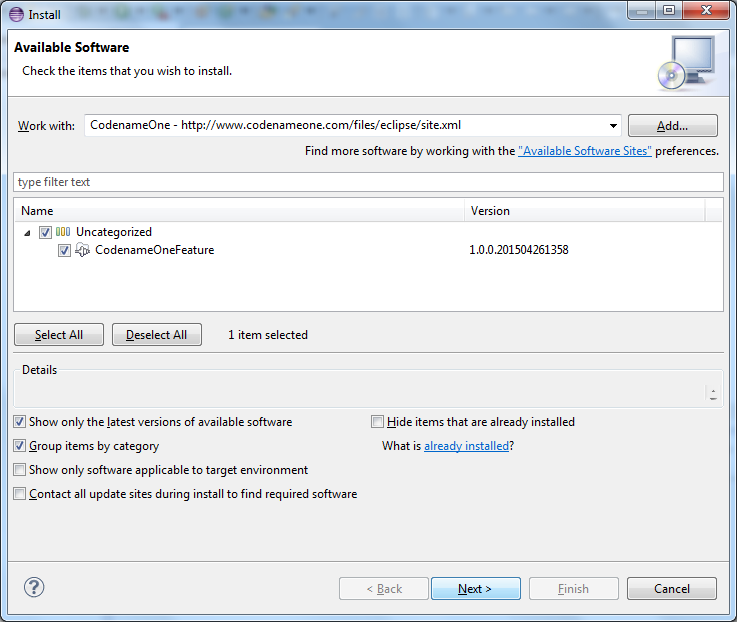 Install
Available Software
Check the items that you wish to install.
Work with: CodenameOne - http://www.codenameone.com/files/eclipse/site.xml Add...
Find more software by working with the "Available Software Sites" preferences.
type filter text
Name Version
Uncategorized
CodenameOneFeature 1.0.0.201504261358
Select All Deselect All 1 item selected
Details
Show only the latest versions of available software Hide items that are already installed
Group items by category What is already installed?
Show only software applicable to target environment
Contact all update sites during install to find required software
? < Back Next > Finish Cancel